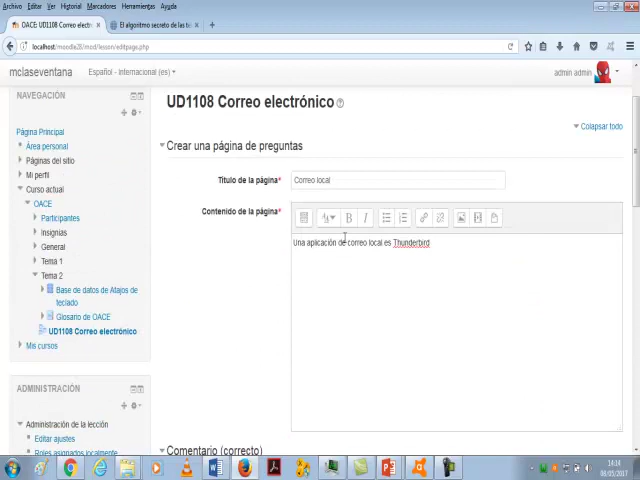 Archivo Editar Ver Historial Marcadores Herramientas Ayuda
OACE: UD1108 Correo electr
El algoritmo secreto de las te
localhost/moodle28/mod/lesson/editpage.php
mclaseventana
Español - Internacional (es)
admin admin
NAVEGACIÓN
Página Principal
Área personal
Páginas del sitio
Mi perfil
Curso actual
OACE
Participantes
Insignias
General
Tema 1
Tema 2
Base de datos de Atajos de
teclado
Glosario de OACE
UD1108 Correo electrónico
Mis cursos
ADMINISTRACIÓN
Administración de la lección
Editar ajustes
Roles asignados localmente
UD1108 Correo electrónico
Colapsar todo
Crear una página de preguntas
Título de la página*
Correo local
Contenido de la página*
Una aplicación de correo local es Thunderbird
Comentario (correcto)
14:14
06/05/2017